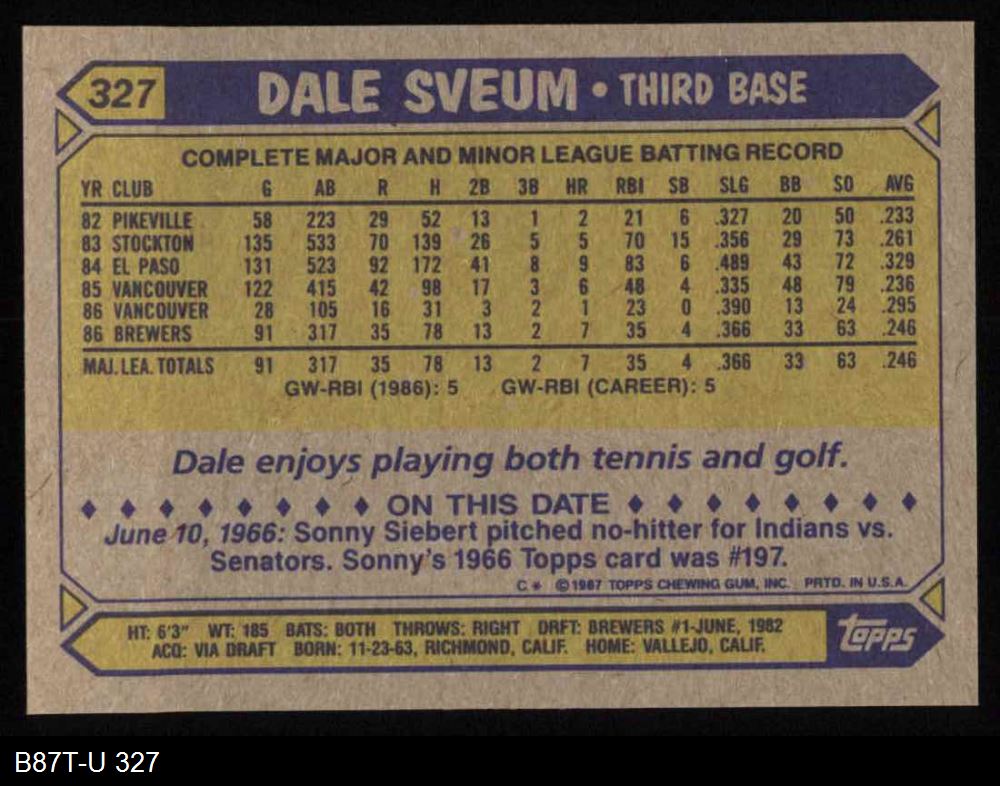 327 DALE SVEUM • THIRD BASE
COMPLETE MAJOR AND MINOR LEAGUE BATTING RECORD
YR CLUB G AB R H 2B 3B HR RBI SB SLG BB SO AVG
82 PIKEVILLE 58 223 29 52 13 1 2 21 6 .327 20 50 .233
83 STOCKTON 135 533 70 139 26 5 5 70 15 .356 29 73 .261
84 EL PASO 131 523 92 172 41 8 9 83 6 .489 43 72 .329
85 VANCOUVER 122 415 42 98 17 3 6 48 4 .335 48 79 .236
86 VANCOUVER 28 105 16 31 3 2 1 23 0 .390 13 24 .295
86 BREWERS 91 317 35 78 13 2 7 35 4 .366 33 63 .246
MAJ. LEA. TOTALS 91 317 35 78 13 2 7 35 4 .366 33 63 .246
GW-RBI (1986): 5 GW-RBI (CAREER): 5
Dale enjoys playing both tennis and golf.
♦ ♦ ♦ ♦ ♦ ♦ ♦ ♦ ON THIS DATE ♦ ♦ ♦ ♦ ♦ ♦ ♦ ♦
June 10, 1966: Sonny Siebert pitched no-hitter for Indians vs.
Senators. Sonny's 1966 Topps card was #197.
C * © 1987 TOPPS CHEWING GUM, INC. PRTD. IN U.S.A.
HT: 6'3" WT: 185 BATS: BOTH THROWS: RIGHT DRFT: BREWERS #1-JUNE, 1982
ACQ: VIA DRAFT BORN: 11-23-63, RICHMOND, CALIF. HOME: VALLEJO, CALIF.
topps
B87T-U 327